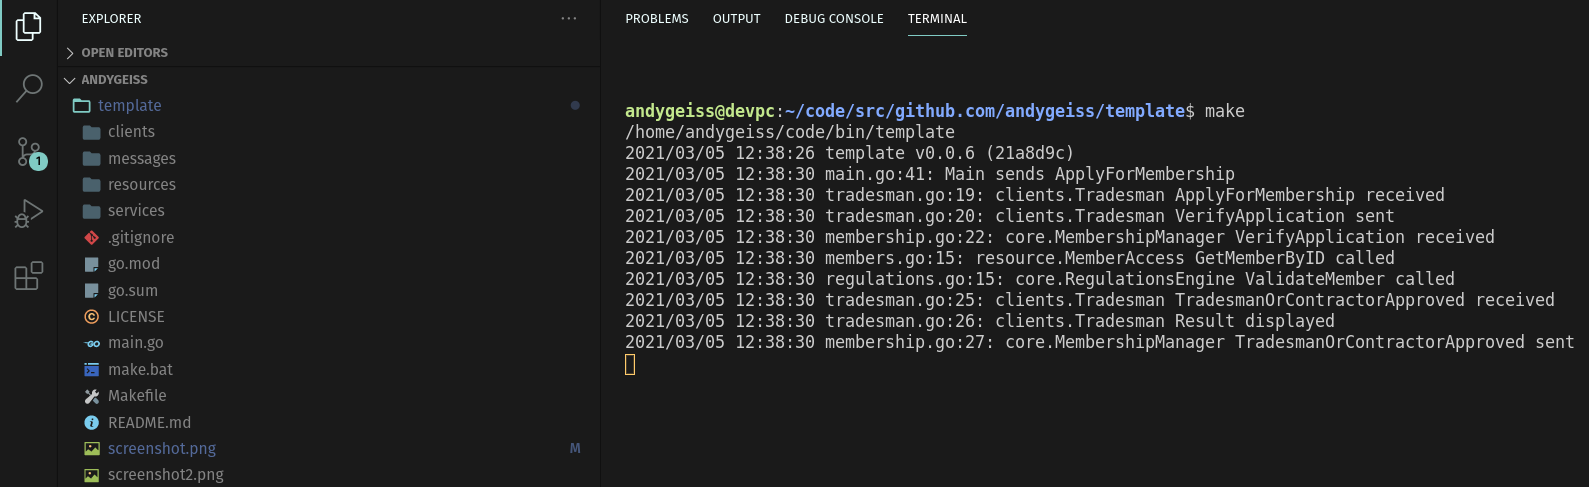 EXPLORER
OPEN EDITORS
ANDYGEISS
template
clients
messages
resources
services
.gitignore
go.mod
go.sum
LICENSE
main.go
make.bat
Makefile
README.md
screenshot.png M
screenshot2.png
1
PROBLEMS OUTPUT DEBUG CONSOLE TERMINAL
andygeiss@devpc:~/code/src/github.com/andygeiss/template$ make
/home/andygeiss/code/bin/template
2021/03/05 12:38:26 template v0.0.6 (21a8d9c)
2021/03/05 12:38:30 main.go:41: Main sends ApplyForMembership
2021/03/05 12:38:30 tradesman.go:19: clients.Tradesman ApplyForMembership received
2021/03/05 12:38:30 tradesman.go:20: clients.Tradesman VerifyApplication sent
2021/03/05 12:38:30 membership.go:22: core.MembershipManager VerifyApplication received
2021/03/05 12:38:30 members.go:15: resource.MemberAccess GetMemberByID called
2021/03/05 12:38:30 regulations.go:15: core.RegulationsEngine ValidateMember called
2021/03/05 12:38:30 tradesman.go:25: clients.Tradesman TradesmanOrContractorApproved received
2021/03/05 12:38:30 tradesman.go:26: clients.Tradesman Result displayed
2021/03/05 12:38:30 membership.go:27: core.MembershipManager TradesmanOrContractorApproved sent